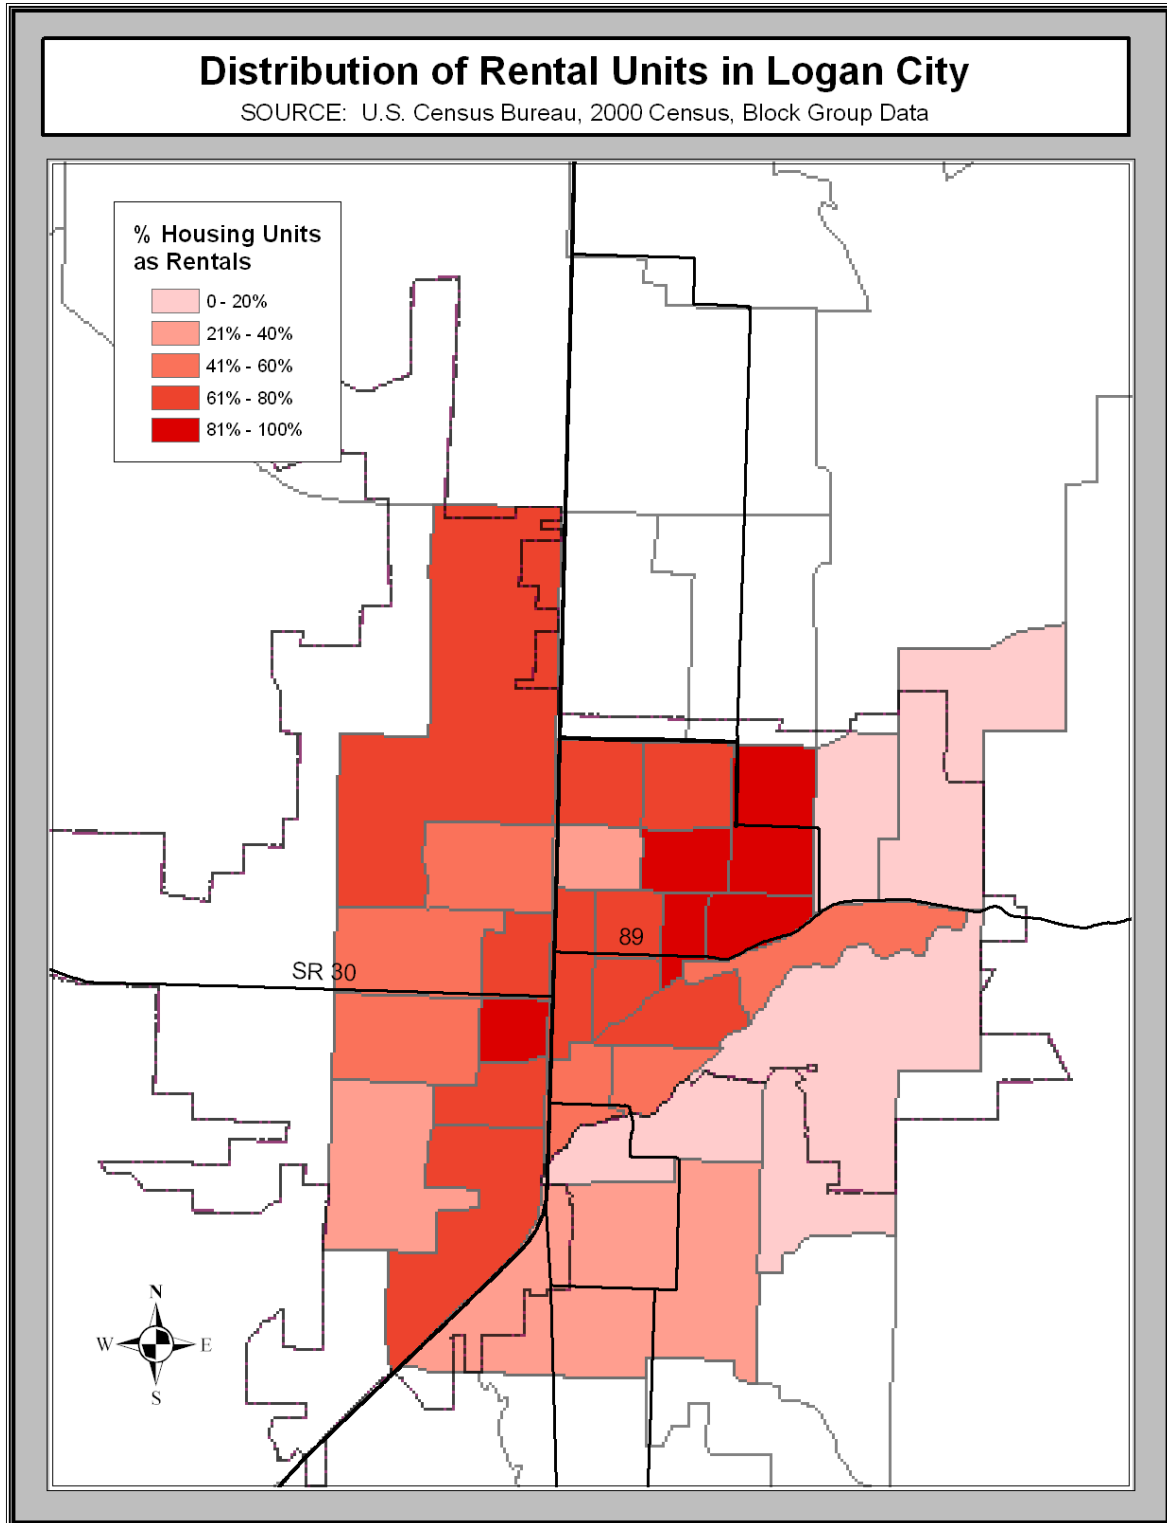 Distribution of Rental Units in Logan City
SOURCE: U.S. Census Bureau, 2000 Census, Block Group Data
% Housing Units
as Rentals
0 - 20%
21% - 40%
41% - 60%
61% - 80%
81% - 100%
89
SR 30
N
W E
S